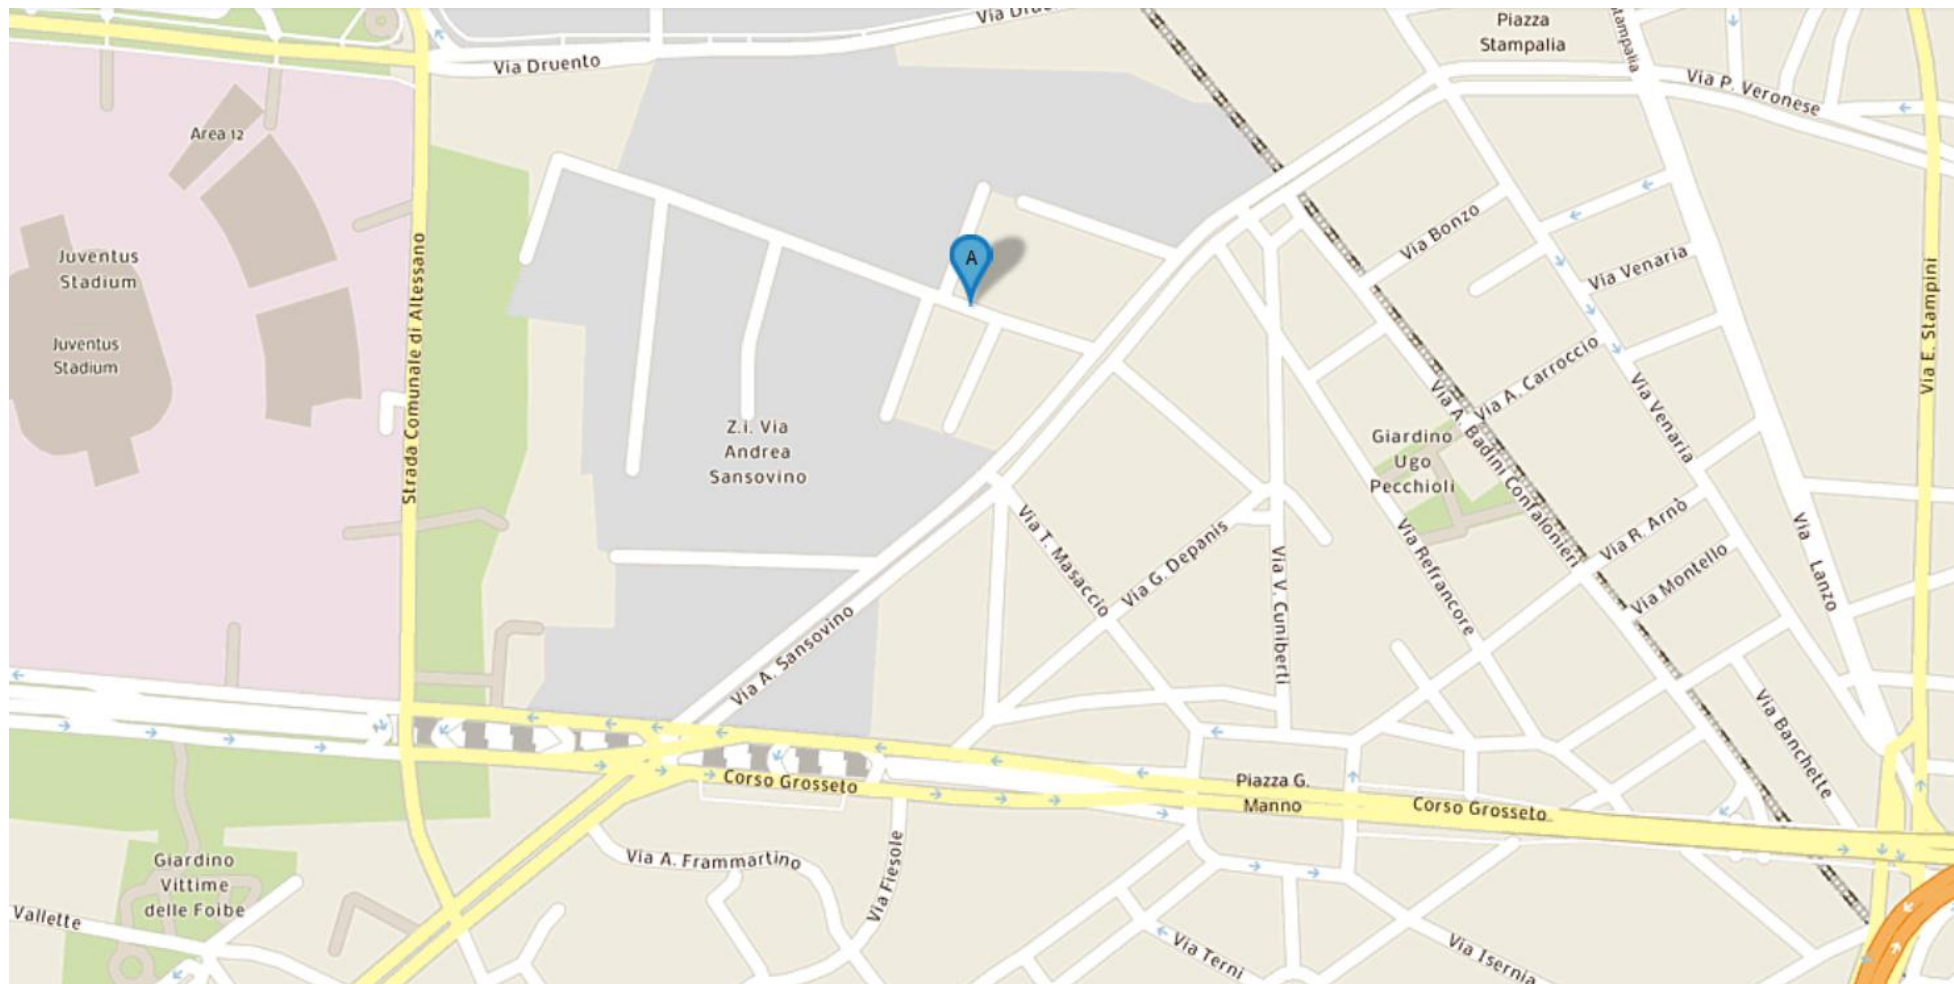 Via Druento
Piazza
Stampalia
Via P. Veronese
Area 12
Juventus
Stadium
Juventus
Stadium
Strada Comunale di Altessano
A
Via Bonzo
Via Venaria
Via E. Stampini
Via A. Carroccio
Via Venaria
Z.i. Via
Andrea
Sansovino
Giardino
Ugo
Pecchioli
Via A. Badini Confalonieri
Via T. Masaccio
Via G. Depanis
Via V. Cuniberti
Via Refrancore
Via R. Arnò
Via Montello
Via Lanzo
Via A. Sansovino
Via Banchette
Corso Grosseto
Piazza G.
Manno
Corso Grosseto
Via A. Frammartino
Via Fiesole
Giardino
Vittime
delle Foibe
Vallette
Via Terni
Via Isernia